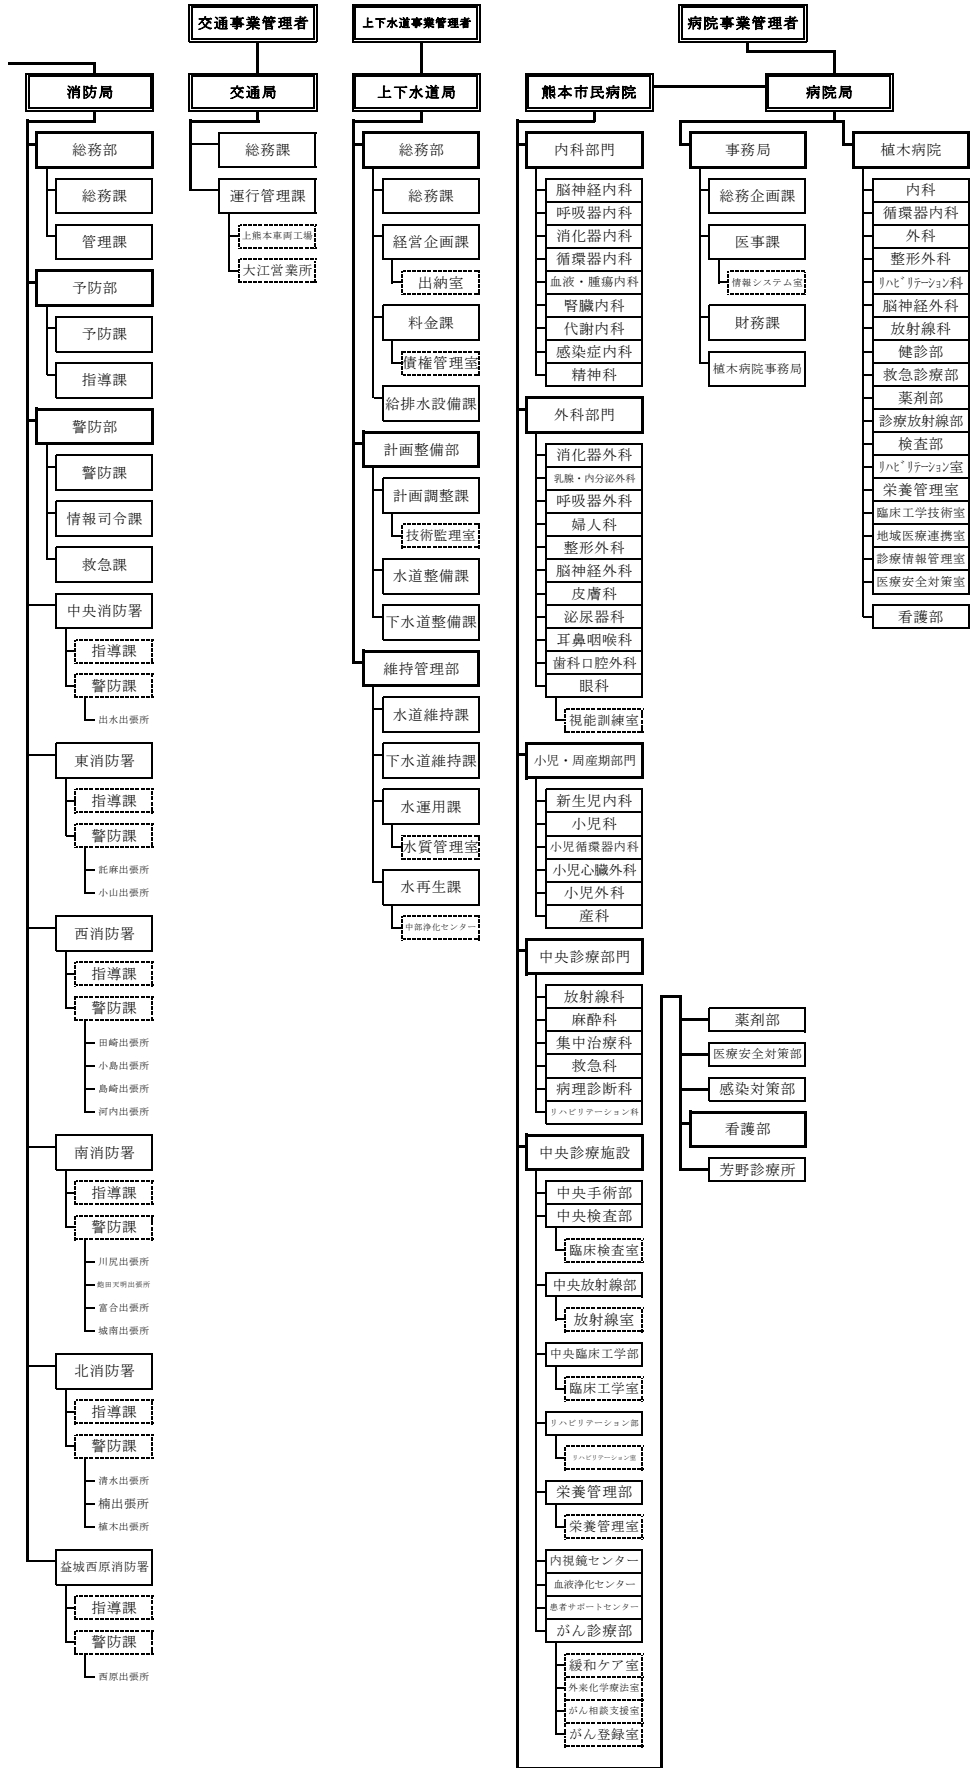 交通事業管理者
上下水道事業管理者
病院事業管理者
消防局
総務部
総務課
管理課
予防部
予防課
指導課
警防部
警防課
情報司令課
救急課
中央消防署
指導課
警防課
出水出張所
東消防署
指導課
警防課
託麻出張所
小山出張所
西消防署
指導課
警防課
田崎出張所
小島出張所
島崎出張所
河内出張所
南消防署
指導課
警防課
川尻出張所
飽田天明出張所
富合出張所
城南出張所
北消防署
指導課
警防課
清水出張所
楠出張所
植木出張所
益城西原消防署
指導課
警防課
西原出張所
交通局
総務課
運行管理課
上熊本車両工場
大江営業所
上下水道局
総務部
総務課
経営企画課
出納室
料金課
債権管理室
給排水設備課
計画整備部
計画調整課
技術監理室
水道整備課
下水道整備課
維持管理部
水道維持課
下水道維持課
水運用課
水質管理室
水再生課
中部浄化センター
熊本市民病院
内科部門
脳神経内科
呼吸器内科
消化器内科
循環器内科
血液・腫瘍内科
腎臓内科
代謝内科
感染症内科
精神科
外科部門
消化器外科
乳腺・内分泌外科
呼吸器外科
婦人科
整形外科
脳神経外科
皮膚科
泌尿器科
耳鼻咽喉科
歯科口腔外科
眼科
視能訓練室
小児・周産期部門
新生児内科
小児科
小児循環器内科
小児心臓外科
小児外科
産科
中央診療部門
放射線科
麻酔科
集中治療科
救急科
病理診断科
リハビリテーション科
中央診療施設
中央手術部
中央検査部
臨床検査室
中央放射線部
放射線室
中央臨床工学部
臨床工学室
リハビリテーション部
リハビリテーション室
栄養管理部
栄養管理室
内視鏡センター
血液浄化センター
患者サポートセンター
がん診療部
緩和ケア室
外来化学療法室
がん相談支援室
がん登録室
薬剤部
医療安全対策部
感染対策部
看護部
芳野診療所
病院局
事務局
総務企画課
医事課
情報システム室
財務課
植木病院事務局
植木病院
内科
循環器内科
外科
整形外科
ﾘﾊﾋﾞﾘﾃｰｼｮﾝ科
脳神経外科
放射線科
健診部
救急診療部
薬剤部
診療放射線部
検査部
ﾘﾊﾋﾞﾘﾃｰｼｮﾝ室
栄養管理室
臨床工学技術室
地域医療連携室
診療情報管理室
医療安全対策室
看護部